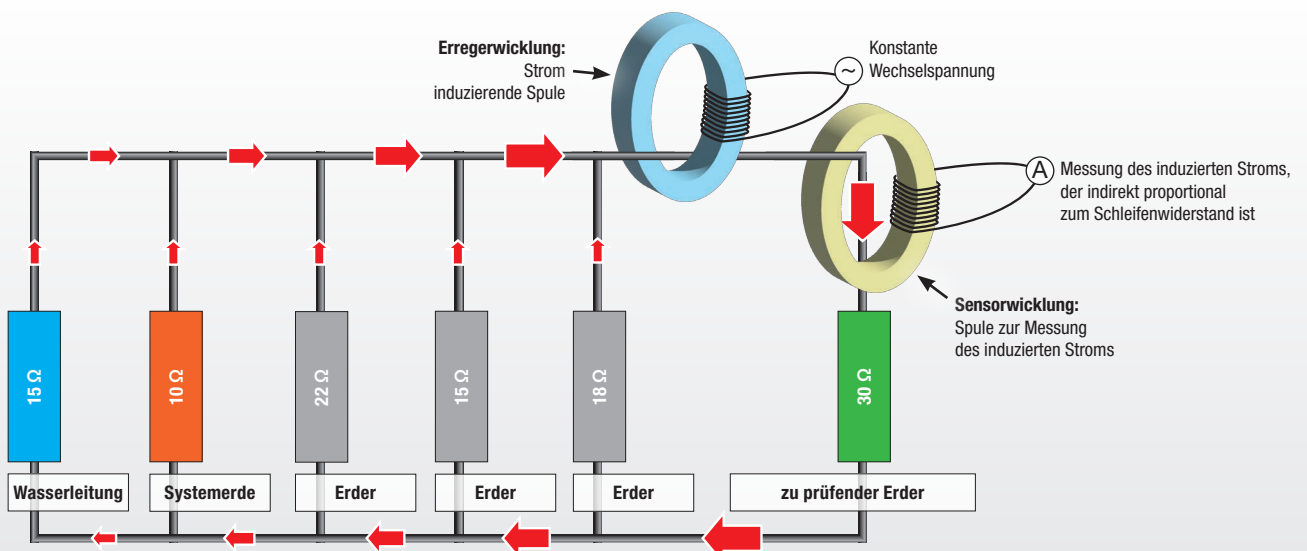 Erregerwicklung:
Strom
induzierende Spule
~
Konstante
Wechselspannung
A
Messung des induzierten Stroms,
der indirekt proportional
zum Schleifenwiderstand ist
Sensorwicklung:
Spule zur Messung
des induzierten Stroms
15 Ω
10 Ω
22 Ω
15 Ω
18 Ω
30 Ω
Wasserleitung
Systemerde
Erder
Erder
Erder
zu prüfender Erder